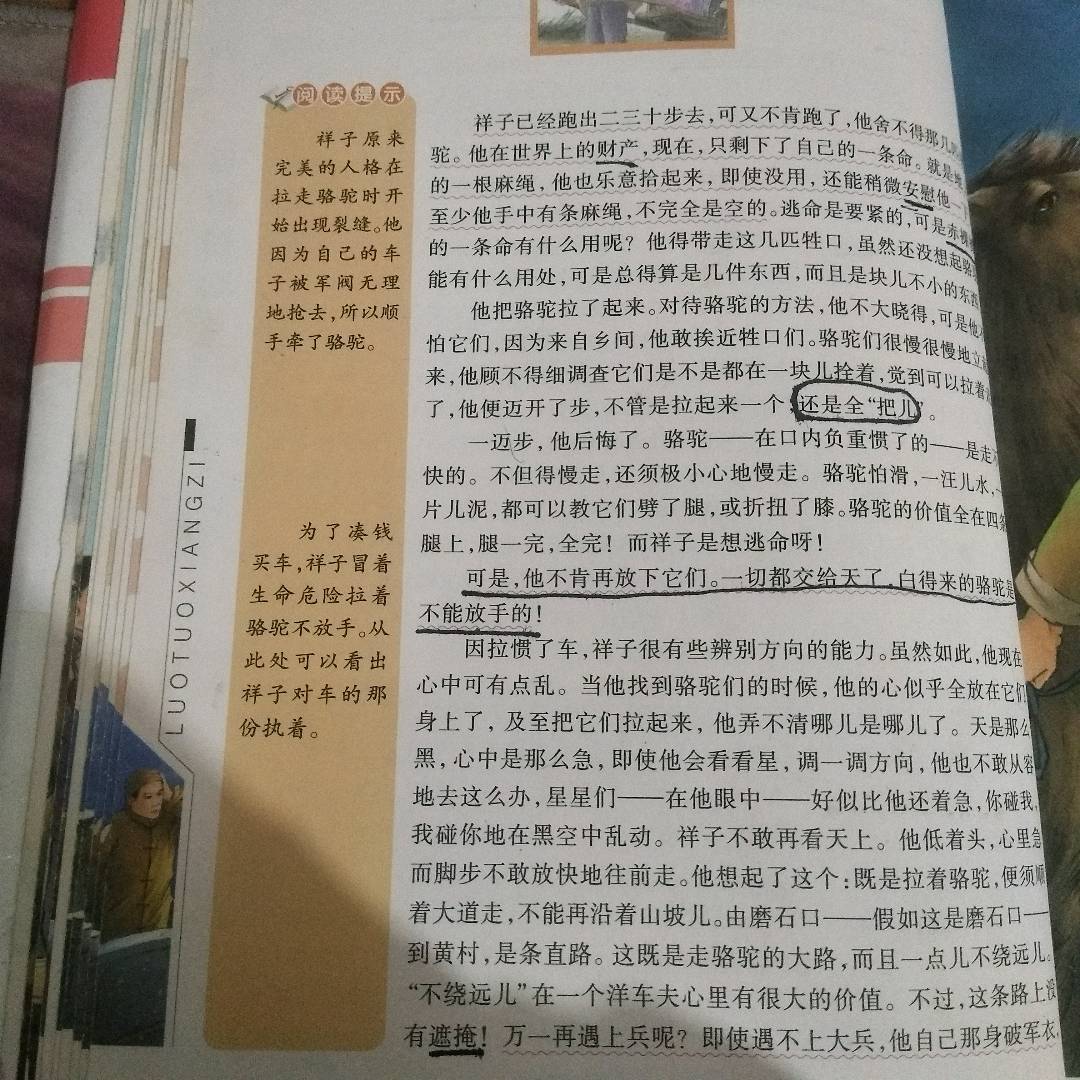 阅读提示
祥子原来
完美的人格在
拉走骆驼时开
始出现裂缝。他
因为自己的车
子被军阀无理
地抢去,所以顺
手牵了骆驼。
为了凑钱
买车,祥子冒着
生命危险拉着
骆驼不放手。从
此处可以看出
祥子对车的那
份执着。
LUOTUOXIANGZI
祥子已经跑出二三十步去,可又不肯跑了,他舍不得那几
驼。他在世界上的财产,现在,只剩下了自己的一条命。就是
的一根麻绳,他也乐意拾起来,即使没用,还能稍微安慰他一
至少他手中有条麻绳,不完全是空的。逃命是要紧的,可是赤裸
的一条命有什么用呢?他得带走这几匹牲口,虽然还没想起骆
能有什么用处,可是总得算是几件东西,而且是块儿不小的东西
他把骆驼拉了起来。对待骆驼的方法,他不大晓得,可是他
怕它们,因为来自乡间,他敢挨近牲口们。骆驼们很慢很慢地立
来,他顾不得细调查它们是不是都在一块儿拴着,觉到可以拉着
了,他便迈开了步,不管是拉起来一个,还是全“把儿”。
一迈步,他后悔了。骆驼——在口内负重惯了的——是走
快的。不但得慢走,还须极小心地慢走。骆驼怕滑,一汪儿水,
片儿泥,都可以教它们劈了腿,或折扭了膝。骆驼的价值全在四条
腿上,腿一完,全完!而祥子是想逃命呀!
可是,他不肯再放下它们。一切都交给天了,白得来的骆驼是
不能放手的!
因拉惯了车,祥子很有些辨别方向的能力。虽然如此,他现在
心中可有点乱。当他找到骆驼们的时候,他的心似乎全放在它们
身上了,及至把它们拉起来,他弄不清哪儿是哪儿了。天是那么
黑,心中是那么急,即使他会看看星,调一调方向,他也不敢从容
地去这么办,星星们——在他眼中——好似比他还着急,你碰我,
我碰你地在黑空中乱动。祥子不敢再看天上。他低着头,心里急
而脚步不敢放快地往前走。他想起了这个:既是拉着骆驼,便须顺
着大道走,不能再沿着山坡儿。由磨石口——假如这是磨石口—
到黄村,是条直路。这既是走骆驼的大路,而且一点儿不绕远儿。
“不绕远儿”在一个洋车夫心里有很大的价值。不过,这条路上没
有遮掩!万一再遇上兵呢?即使遇不上大兵,他自己那身破军衣,